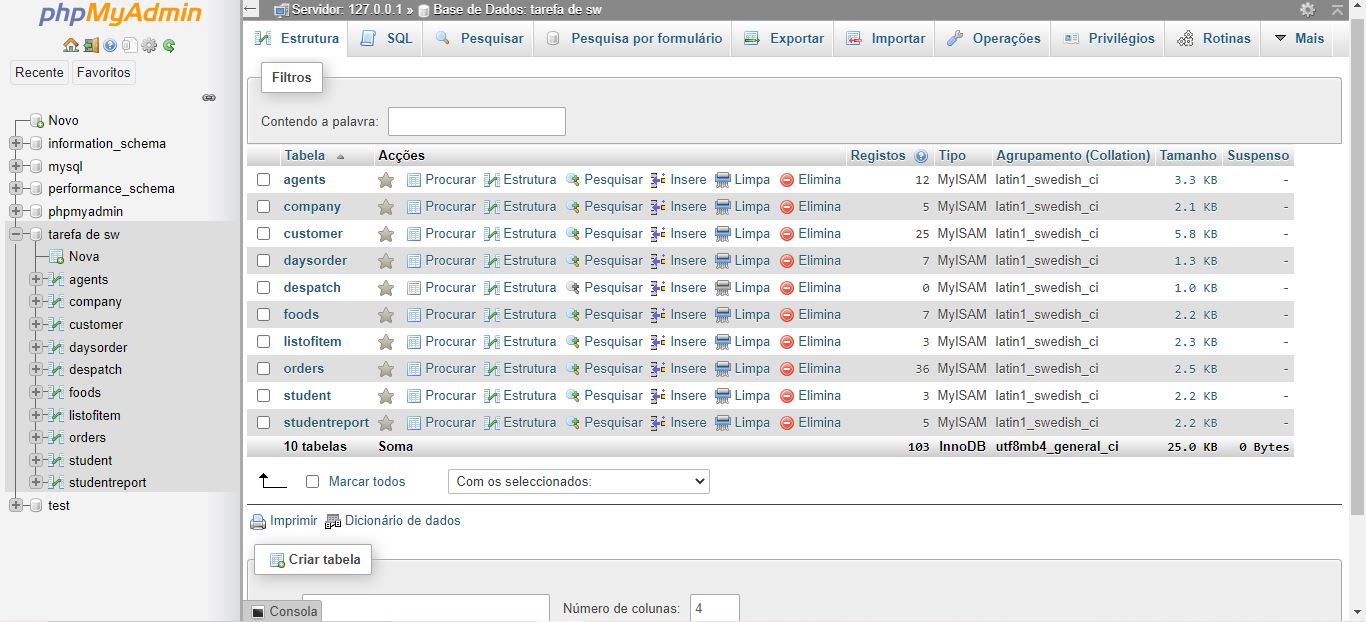 phpMyAdmin
Recente Favoritos
Novo
information_schema
mysql
performance_schema
phpmyadmin
tarefa de sw
Nova
agents
company
customer
daysorder
despatch
foods
listofitem
orders
student
studentreport
test
Servidor: 127.0.0.1 » Base de Dados: tarefa de sw
Estrutura SQL Pesquisar Pesquisa por formulário Exportar Importar Operações Privilégios Rotinas Mais
Filtros
Contendo a palavra:
Tabela Acções Registos Tipo Agrupamento (Collation) Tamanho Suspenso
agents Procurar Estrutura Pesquisar Insere Limpa Elimina 12 MyISAM latin1_swedish_ci 3.3 KB -
company Procurar Estrutura Pesquisar Insere Limpa Elimina 5 MyISAM latin1_swedish_ci 2.1 KB -
customer Procurar Estrutura Pesquisar Insere Limpa Elimina 25 MyISAM latin1_swedish_ci 5.8 KB -
daysorder Procurar Estrutura Pesquisar Insere Limpa Elimina 7 MyISAM latin1_swedish_ci 1.3 KB -
despatch Procurar Estrutura Pesquisar Insere Limpa Elimina 0 MyISAM latin1_swedish_ci 1.0 KB -
foods Procurar Estrutura Pesquisar Insere Limpa Elimina 7 MyISAM latin1_swedish_ci 2.2 KB -
listofitem Procurar Estrutura Pesquisar Insere Limpa Elimina 3 MyISAM latin1_swedish_ci 2.3 KB -
orders Procurar Estrutura Pesquisar Insere Limpa Elimina 36 MyISAM latin1_swedish_ci 2.5 KB -
student Procurar Estrutura Pesquisar Insere Limpa Elimina 3 MyISAM latin1_swedish_ci 2.2 KB -
studentreport Procurar Estrutura Pesquisar Insere Limpa Elimina 5 MyISAM latin1_swedish_ci 2.2 KB -
10 tabelas Soma 103 InnoDB utf8mb4_general_ci 25.0 KB 0 Bytes
Marcar todos Com os seleccionados:
Imprimir Dicionário de dados
Criar tabela
Número de colunas: 4
Consola